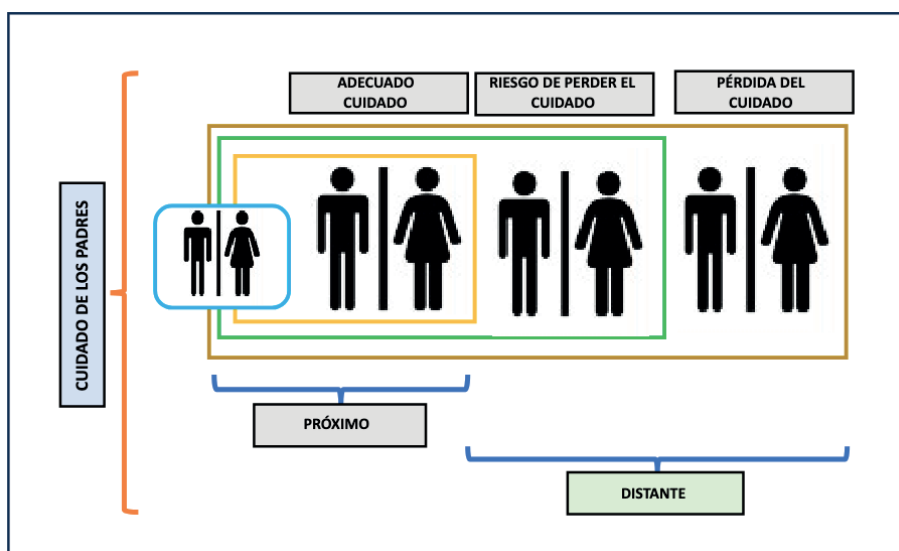 ADECUADO
CUIDADO
RIESGO DE PERDER EL
CUIDADO
PÉRDIDA DEL
CUIDADO
CUIDADO DE LOS PADRES
PRÓXIMO
DISTANTE